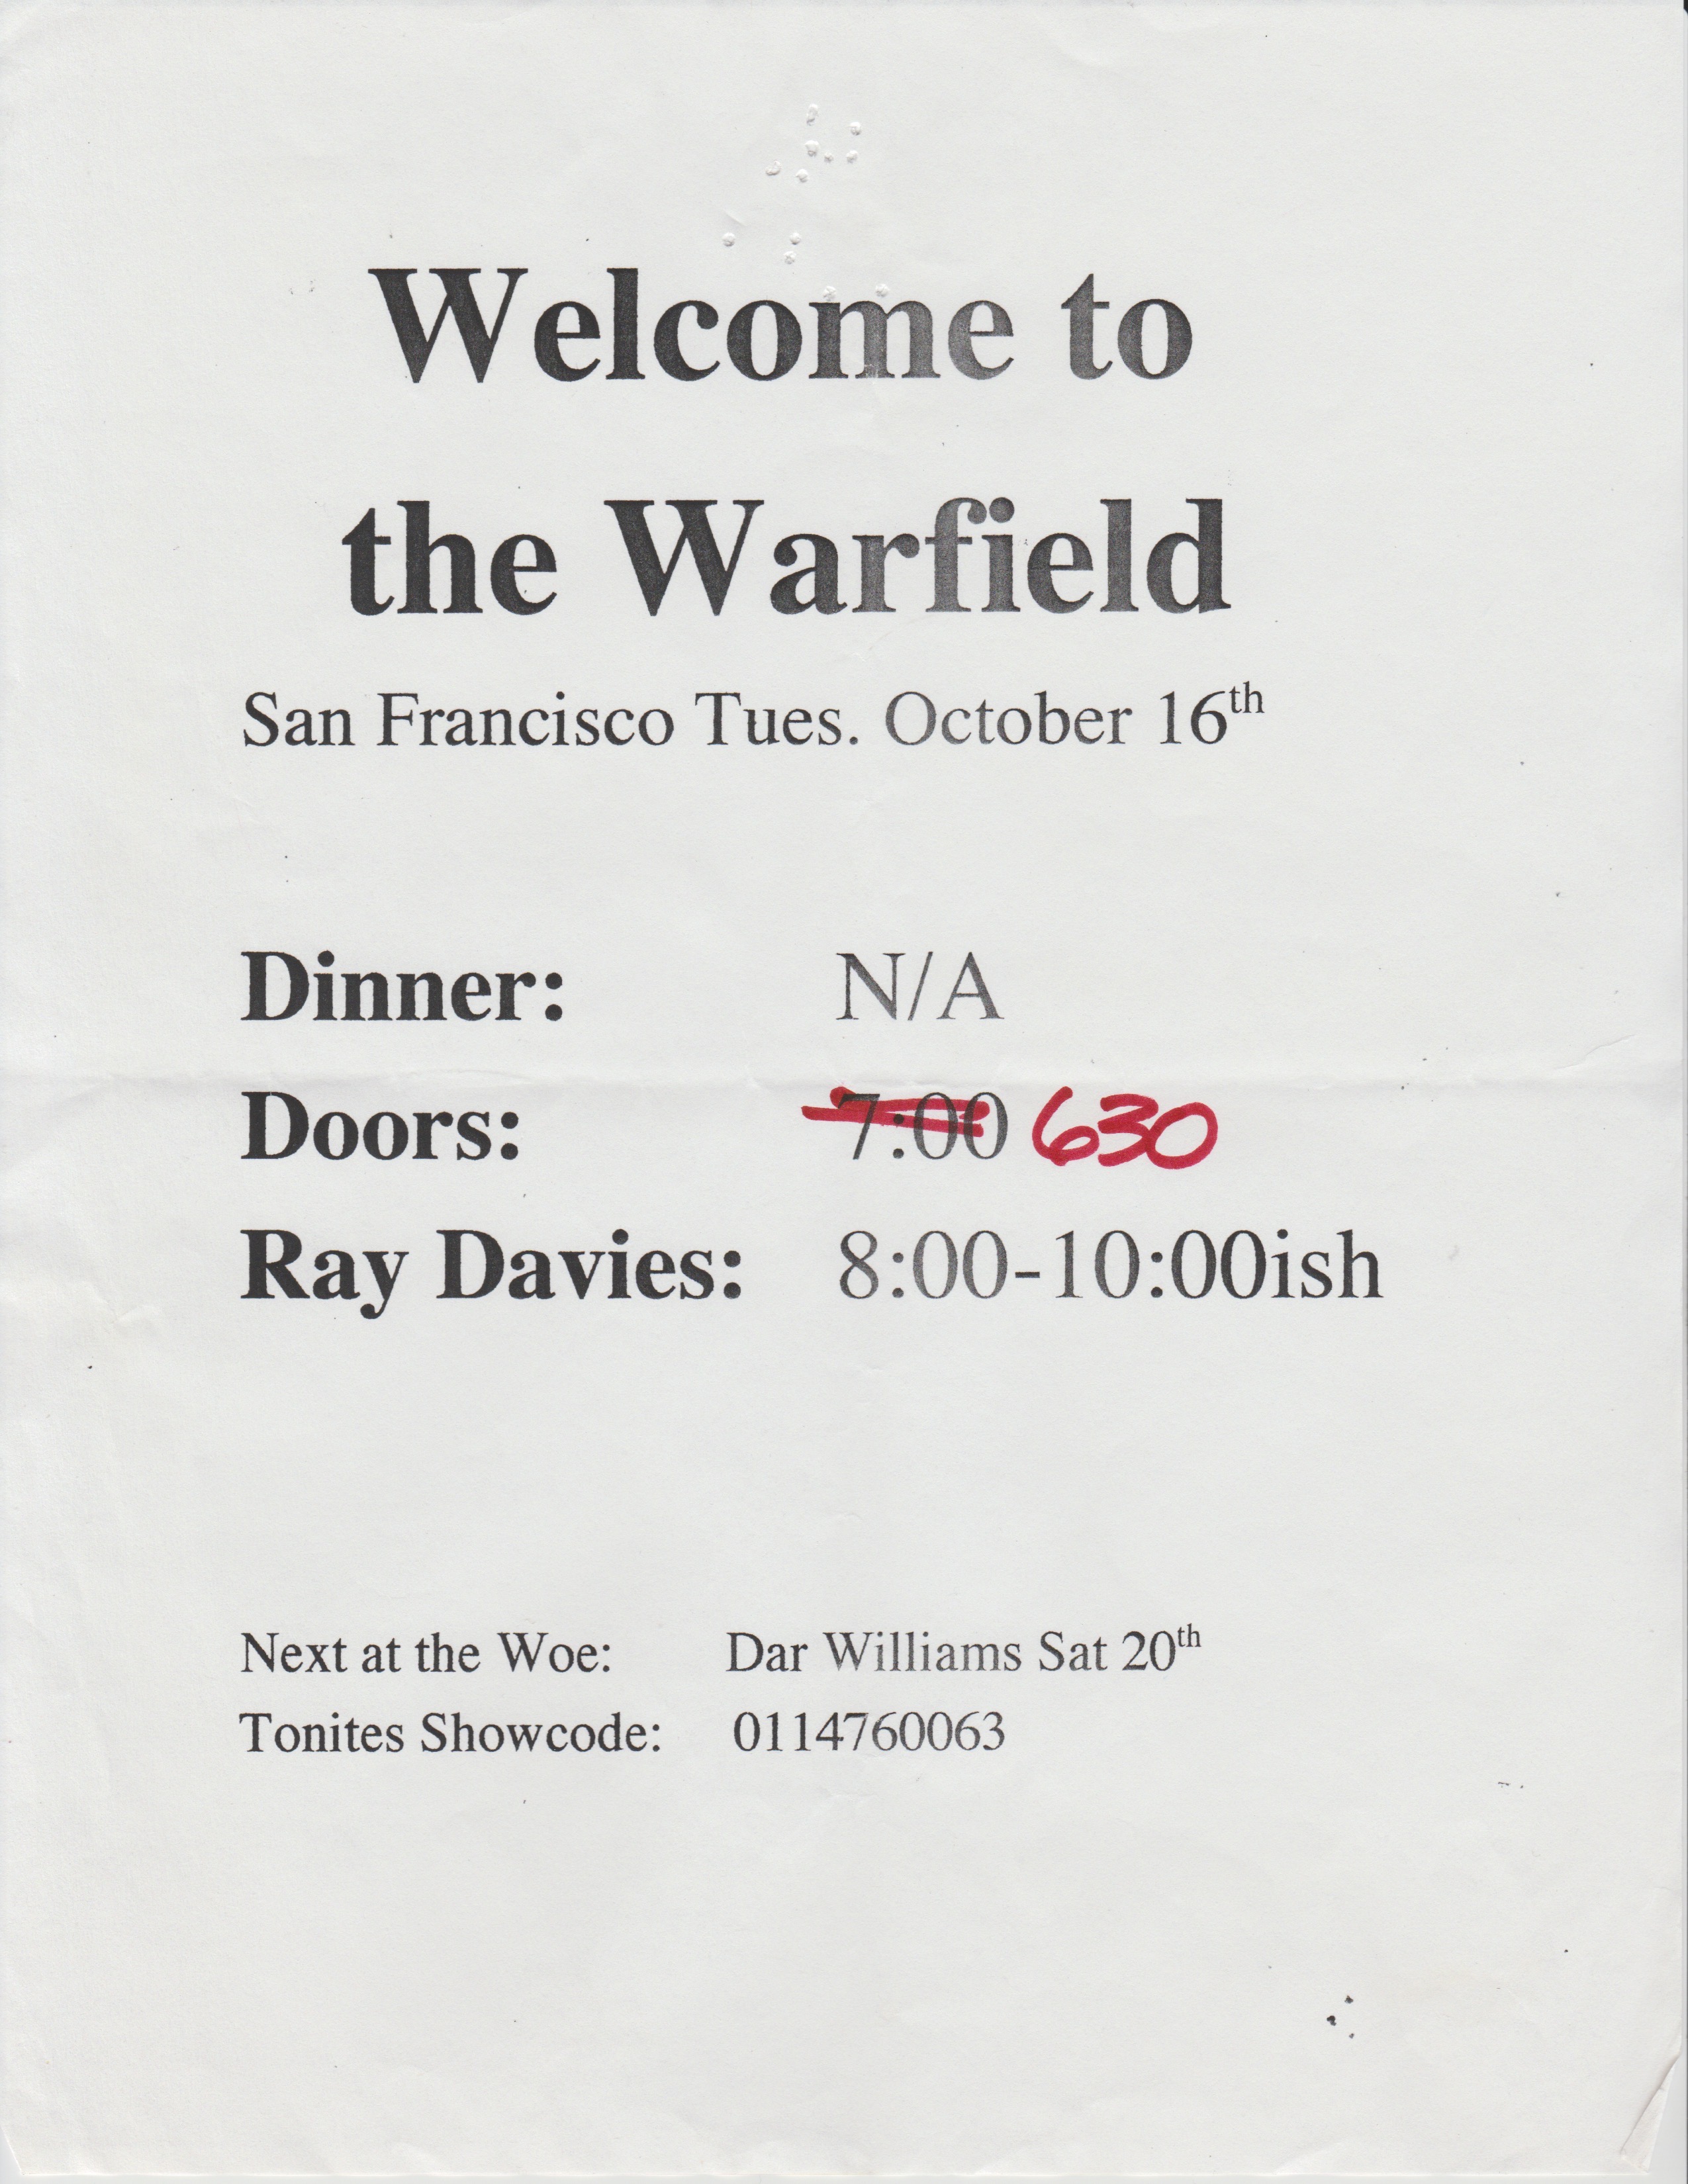 Welcome to
the Warfield
San Francisco Tues. October 16th
Dinner: N/A
Doors: 7:00 630
Ray Davies: 8:00-10:00ish
Next at the Woe: Dar Williams Sat 20th
Tonites Showcode: 0114760063